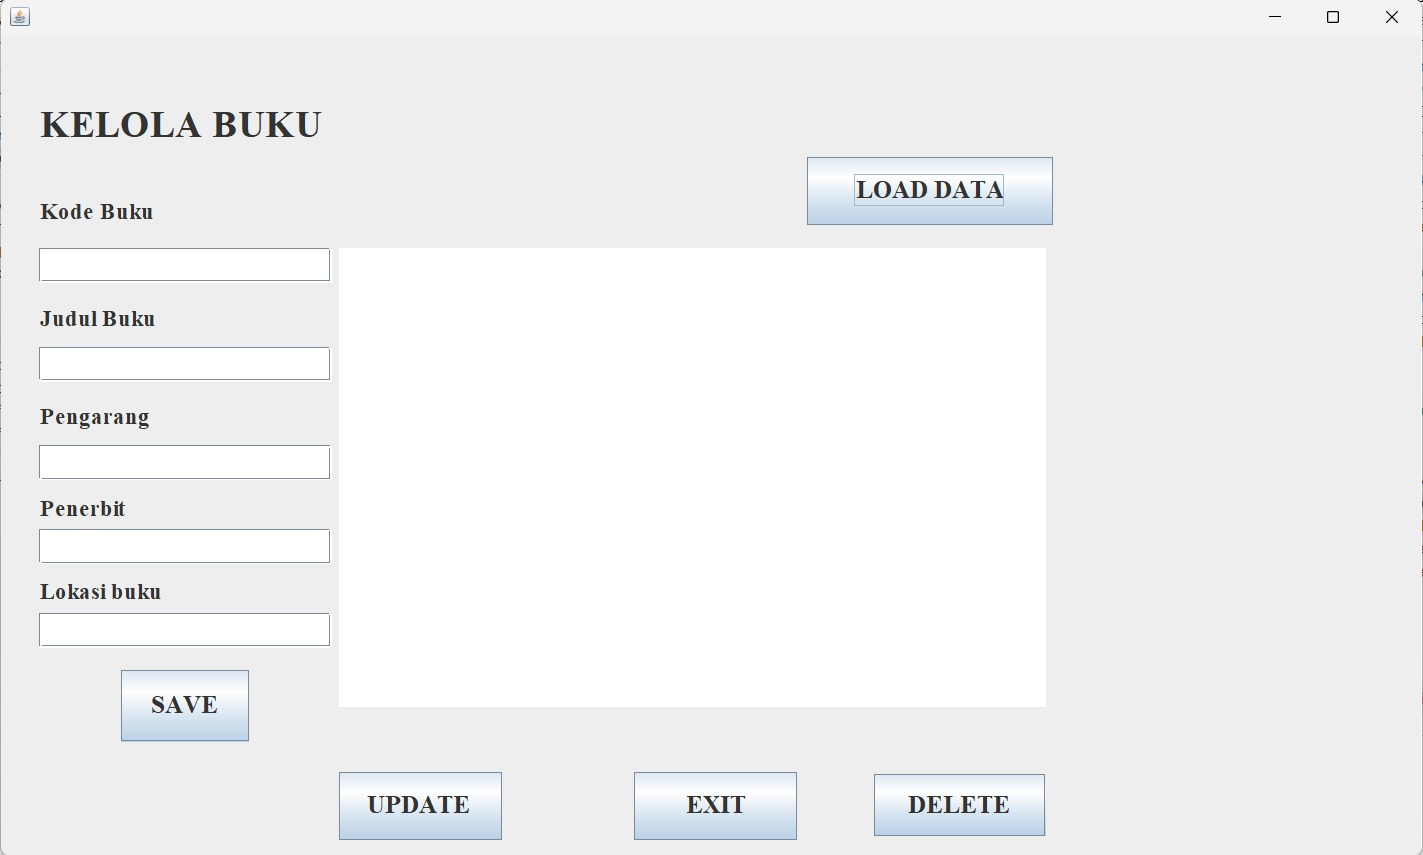 KELOLA BUKU
LOAD DATA
Kode Buku
Judul Buku
Pengarang
Penerbit
Lokasi buku
SAVE
UPDATE
EXIT
DELETE